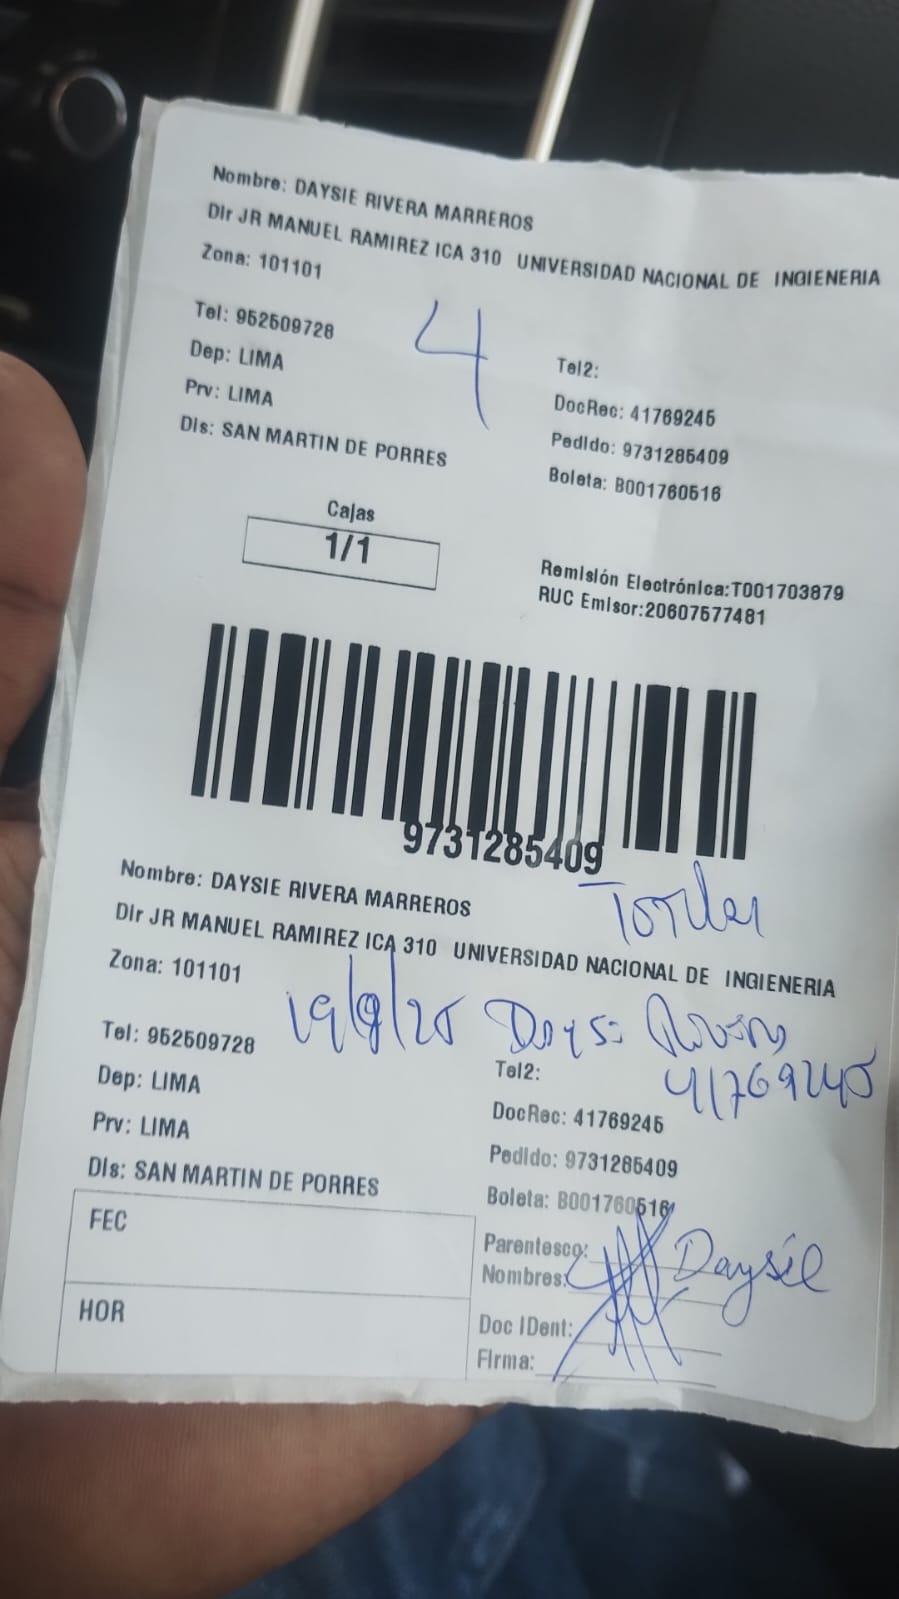 Nombre: DAYSIE RIVERA MARREROS
Dir JR MANUEL RAMIREZ ICA 310 UNIVERSIDAD NACIONAL DE INGIENERIA
Zona: 101101
4
Tel: 952509728
Tel2:
Dep: LIMA
DocRec: 41769245
Prv: LIMA
Pedido: 9731285409
Dis: SAN MARTIN DE PORRES
Boleta: B001760516
Cajas
1/1
Remisión Electrónica:T001703879
RUC Emisor:20607577481
9731285409
Nombre: DAYSIE RIVERA MARREROS
Dir JR MANUEL RAMIREZ ICA 310 UNIVERSIDAD NACIONAL DE INGIENERIA
Zona: 101101
19/9/25
Tel: 952509728
Tel2:
41769245
Dep: LIMA
DocRec: 41769245
Prv: LIMA
Pedido: 9731285409
Dis: SAN MARTIN DE PORRES
Boleta: B001760516
FEC
Parentesco:
Nombres: Daysie
HOR
Doc IDent:
Firma: